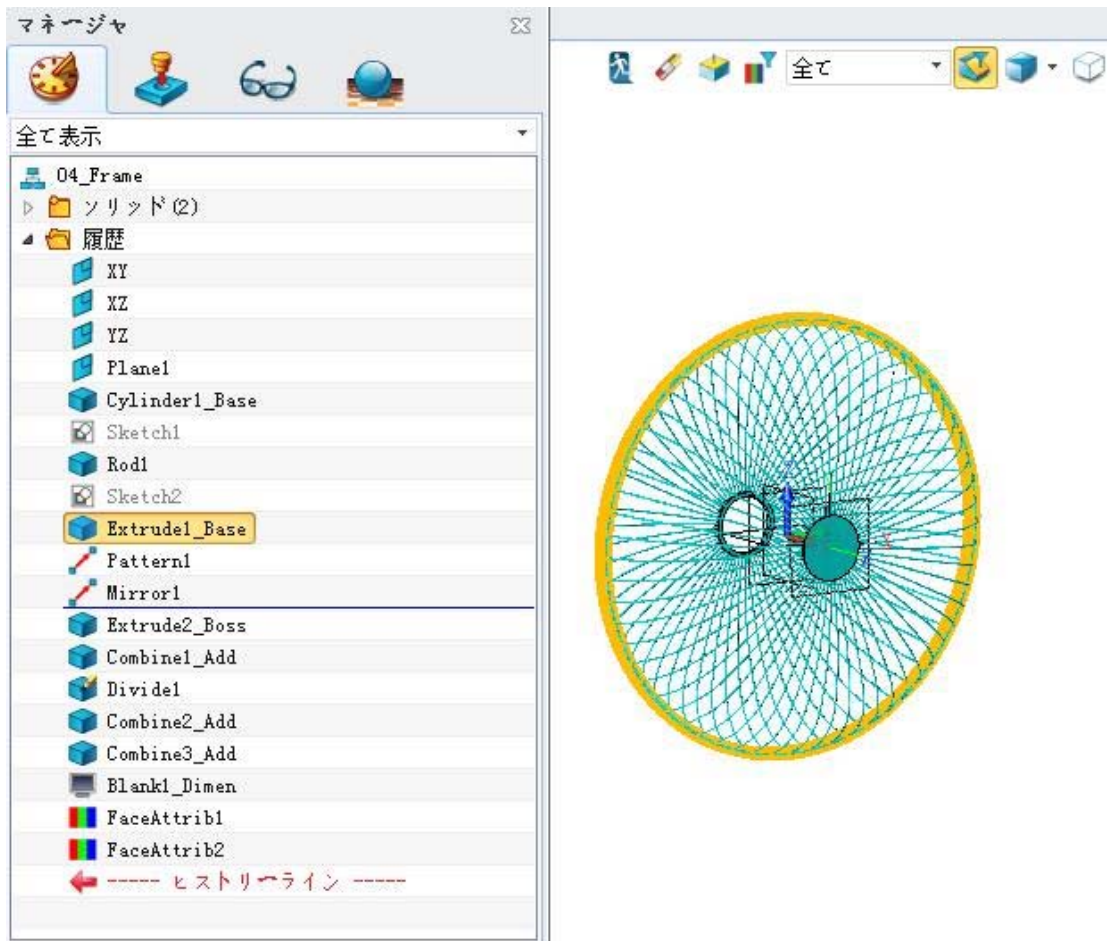 マネージャ
全て
全て表示
04_Frame
ソリッド(2)
履歴
XY
XZ
YZ
Plane1
Cylinder1_Base
Sketch1
Rod1
Sketch2
Extrude1_Base
Pattern1
Mirror1
Extrude2_Boss
Combine1_Add
Divide1
Combine2_Add
Combine3_Add
Blank1_Dimen
FaceAttrib1
FaceAttrib2
----- ヒストリーライン -----